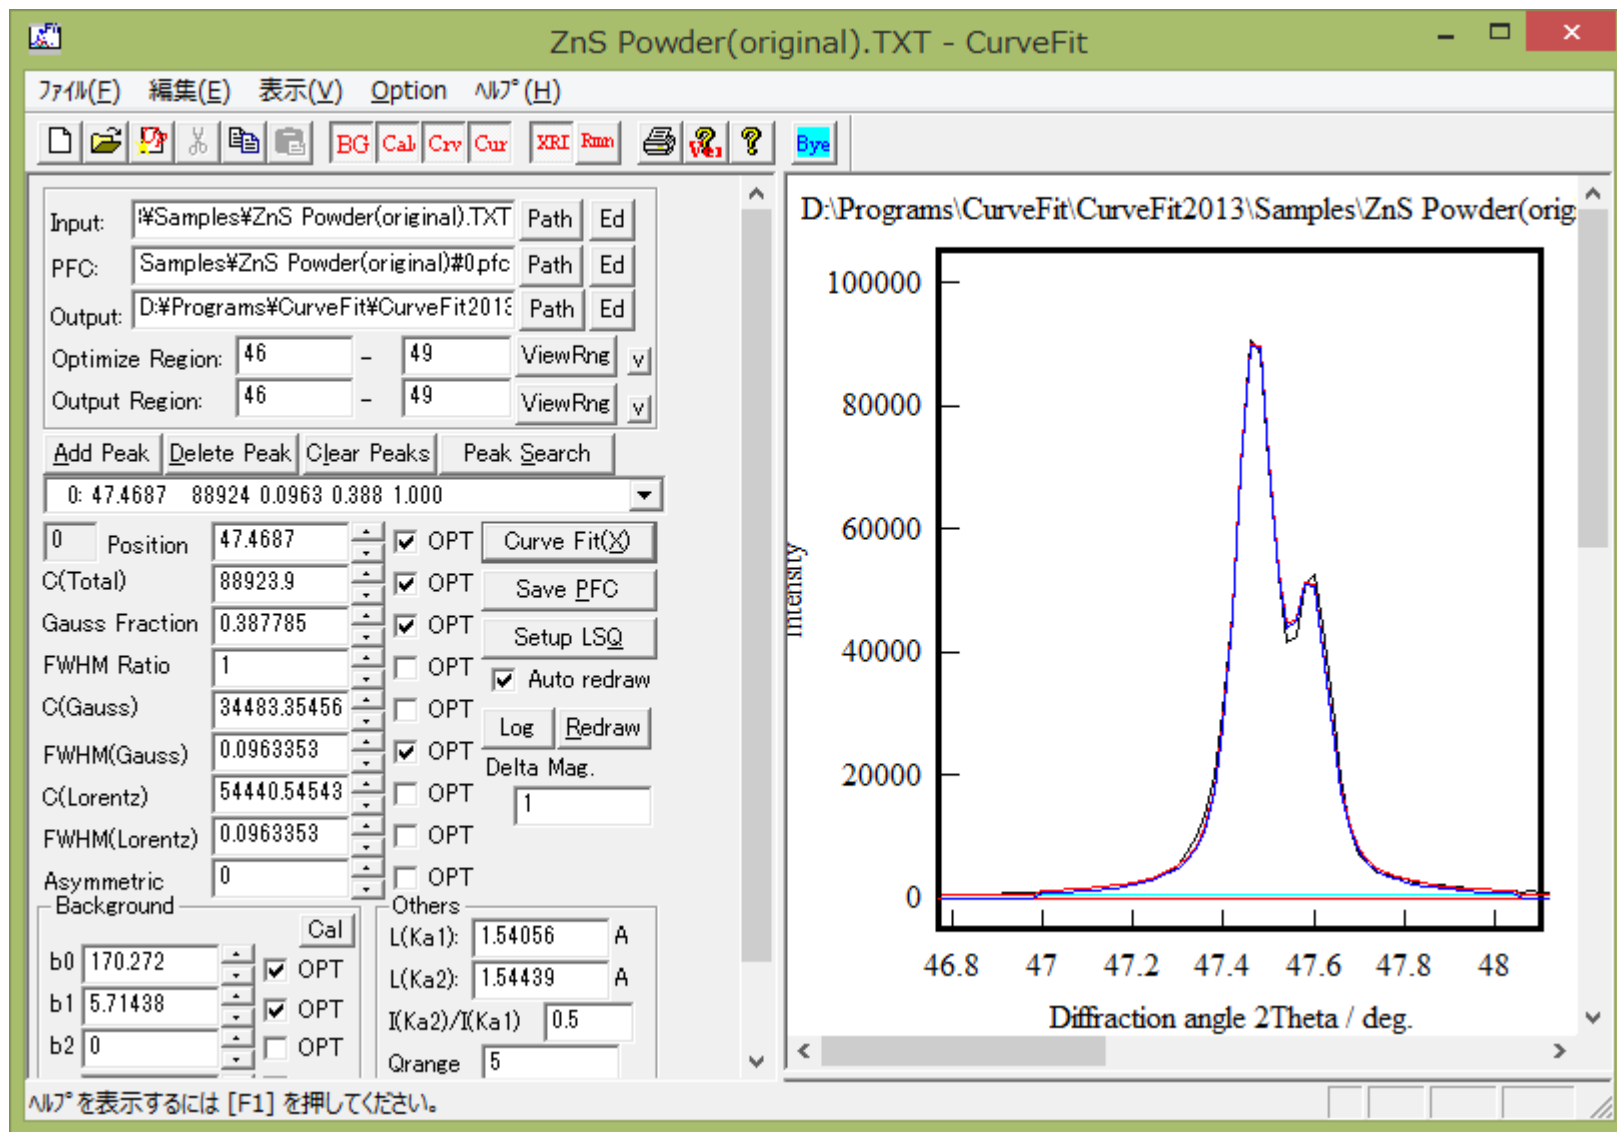 ZnS Powder(original).TXT - CurveFit
ﾌｧｲﾙ(F) 編集(E) 表示(V) Option ﾍﾙﾌﾟ(H)
BG Cal Crv Cur XRI Rmn Bye
Input: ｲ¥Samples¥ZnS Powder(original).TXT Path Ed
PFC: Samples¥ZnS Powder(original)#0.pfc Path Ed
Output: D:¥Programs¥CurveFit¥CurveFit2013 Path Ed
Optimize Region: 46 - 49 ViewRng v
Output Region: 46 - 49 ViewRng v
Add Peak Delete Peak Clear Peaks Peak Search
0: 47.4687 88924 0.0963 0.388 1.000
0 Position 47.4687 OPT Curve Fit(X)
C(Total) 88923.9 OPT Save PFC
Gauss Fraction 0.387785 OPT Setup LSQ
FWHM Ratio 1 OPT Auto redraw
C(Gauss) 34483.35456 OPT Log Redraw
FWHM(Gauss) 0.0963353 OPT Delta Mag.
C(Lorentz) 54440.54543 OPT 1
FWHM(Lorentz) 0.0963353 OPT
Asymmetric 0 OPT
Background
Cal
b0 170.272 OPT
b1 5.71438 OPT
b2 0 OPT
Others
L(Ka1): 1.54056 A
L(Ka2): 1.54439 A
I(Ka2)/I(Ka1) 0.5
Qrange 5
D:\Programs\CurveFit\CurveFit2013\Samples\ZnS Powder(orig
100000
80000
60000
40000
20000
0
Intensity
46.8 47 47.2 47.4 47.6 47.8 48
Diffraction angle 2Theta / deg.
ﾍﾙﾌﾟを表示するには [F1] を押してください。